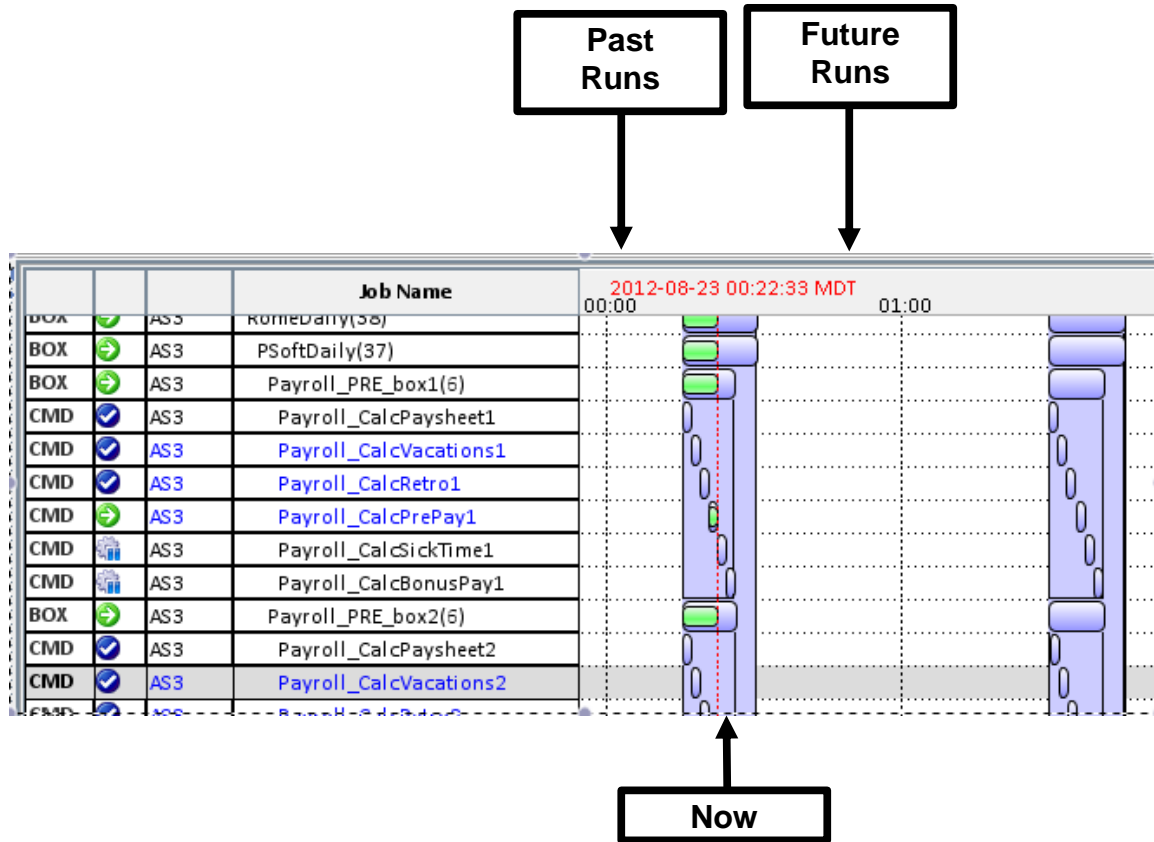 Past
Runs
Future
Runs
Job Name
2012-08-23 00:22:33 MDT
00:00
01:00
BOX AS3 RomeDaily(38)
BOX AS3 PSoftDaily(37)
BOX AS3 Payroll_PRE_box1(6)
CMD AS3 Payroll_CalcPaysheet1
CMD AS3 Payroll_CalcVacations1
CMD AS3 Payroll_CalcRetro1
CMD AS3 Payroll_CalcPrePay1
CMD AS3 Payroll_CalcSickTime1
CMD AS3 Payroll_CalcBonusPay1
BOX AS3 Payroll_PRE_box2(6)
CMD AS3 Payroll_CalcPaysheet2
CMD AS3 Payroll_CalcVacations2
Now